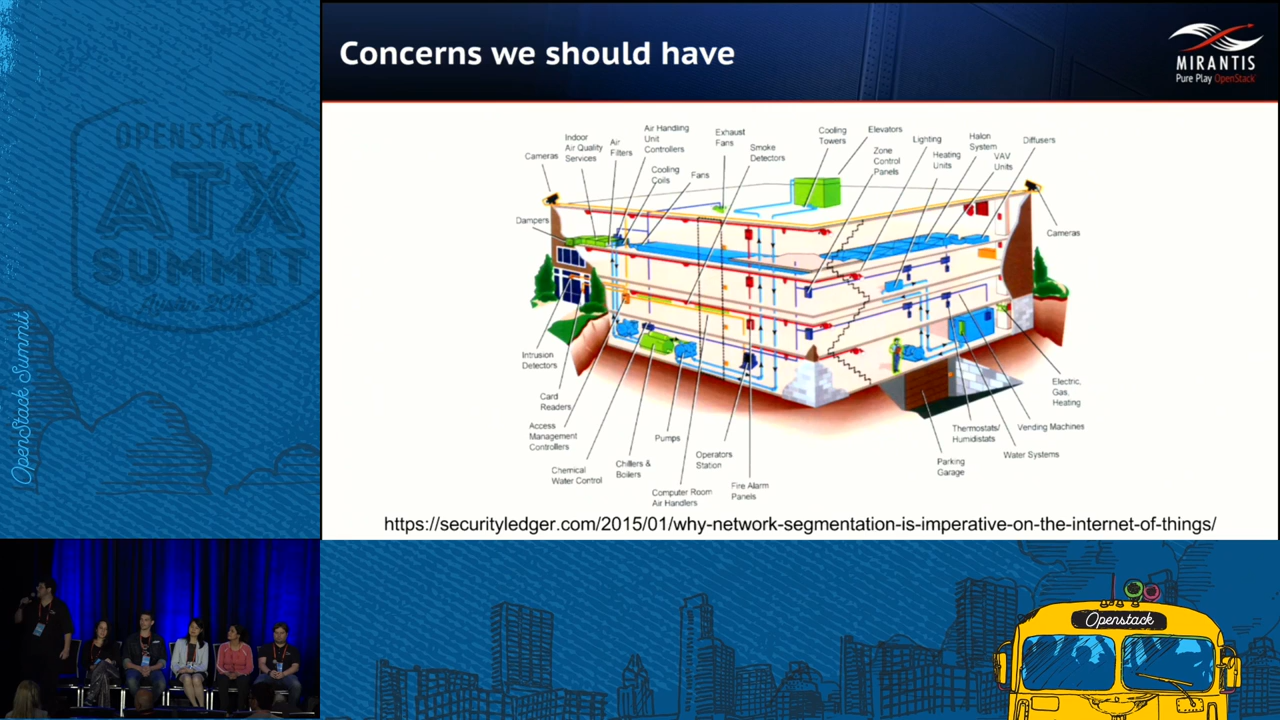 Concerns we should have
MIRANTIS
Pure Play OpenStack
Cameras
Indoor
Air Quality
Services
Air
Filters
Air Handling
Unit
Controllers
Cooling
Coils
Fans
Exhaust
Fans
Smoke
Detectors
Cooling
Towers
Elevators
Zone
Control
Panels
Lighting
Heating
Units
Halon
System
VAV
Units
Diffusers
Dampers
Cameras
Intrusion
Detectors
Card
Readers
Access
Management
Controllers
Chemical
Water Control
Chillers &
Boilers
Pumps
Computer Room
Air Handlers
Operators
Station
Fire Alarm
Panels
Electric,
Gas,
Heating
Vending Machines
Thermostats/
Humidistats
Water Systems
Parking
Garage
https://securityledger.com/2015/01/why-network-segmentation-is-imperative-on-the-internet-of-things/
OPENSTACK
ATX
SUMMIT
OpenStack Summit
Openstack